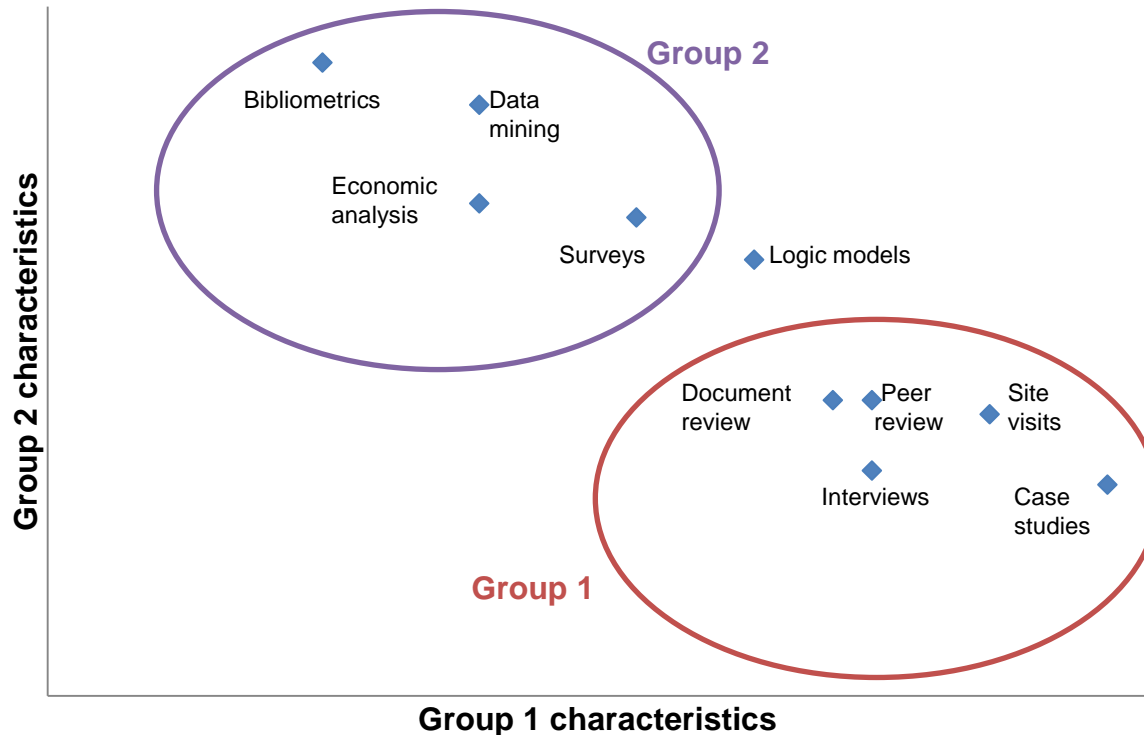 Group 2
Bibliometrics
Data
mining
Economic
analysis
Surveys
Logic models
Group 2 characteristics
Document
review
Peer
review
Site
visits
Interviews
Case
studies
Group 1
Group 1 characteristics